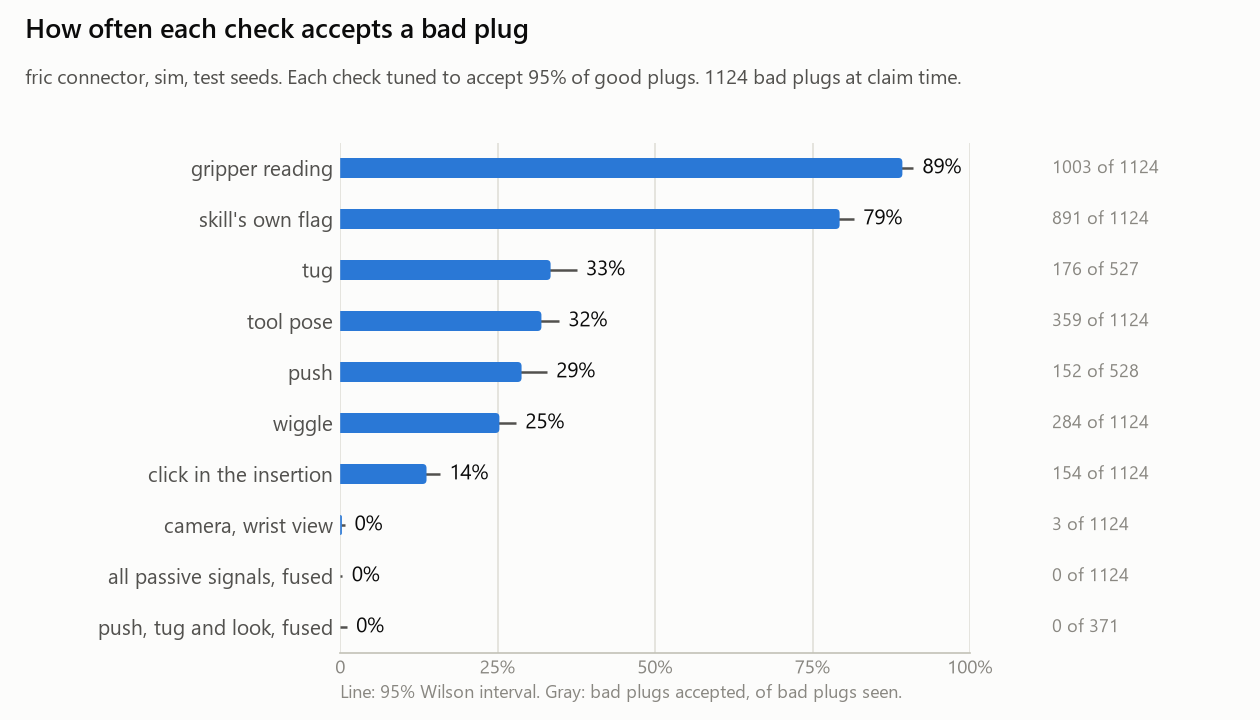 How often each check accepts a bad plug
fric connector, sim, test seeds. Each check tuned to accept 95% of good plugs. 1124 bad plugs at claim time.
gripper reading 89% 1003 of 1124
skill's own flag 79% 891 of 1124
tug 33% 176 of 527
tool pose 32% 359 of 1124
push 29% 152 of 528
wiggle 25% 284 of 1124
click in the insertion 14% 154 of 1124
camera, wrist view 0% 3 of 1124
all passive signals, fused 0% 0 of 1124
push, tug and look, fused 0% 0 of 371
0 25% 50% 75% 100%
Line: 95% Wilson interval. Gray: bad plugs accepted, of bad plugs seen.